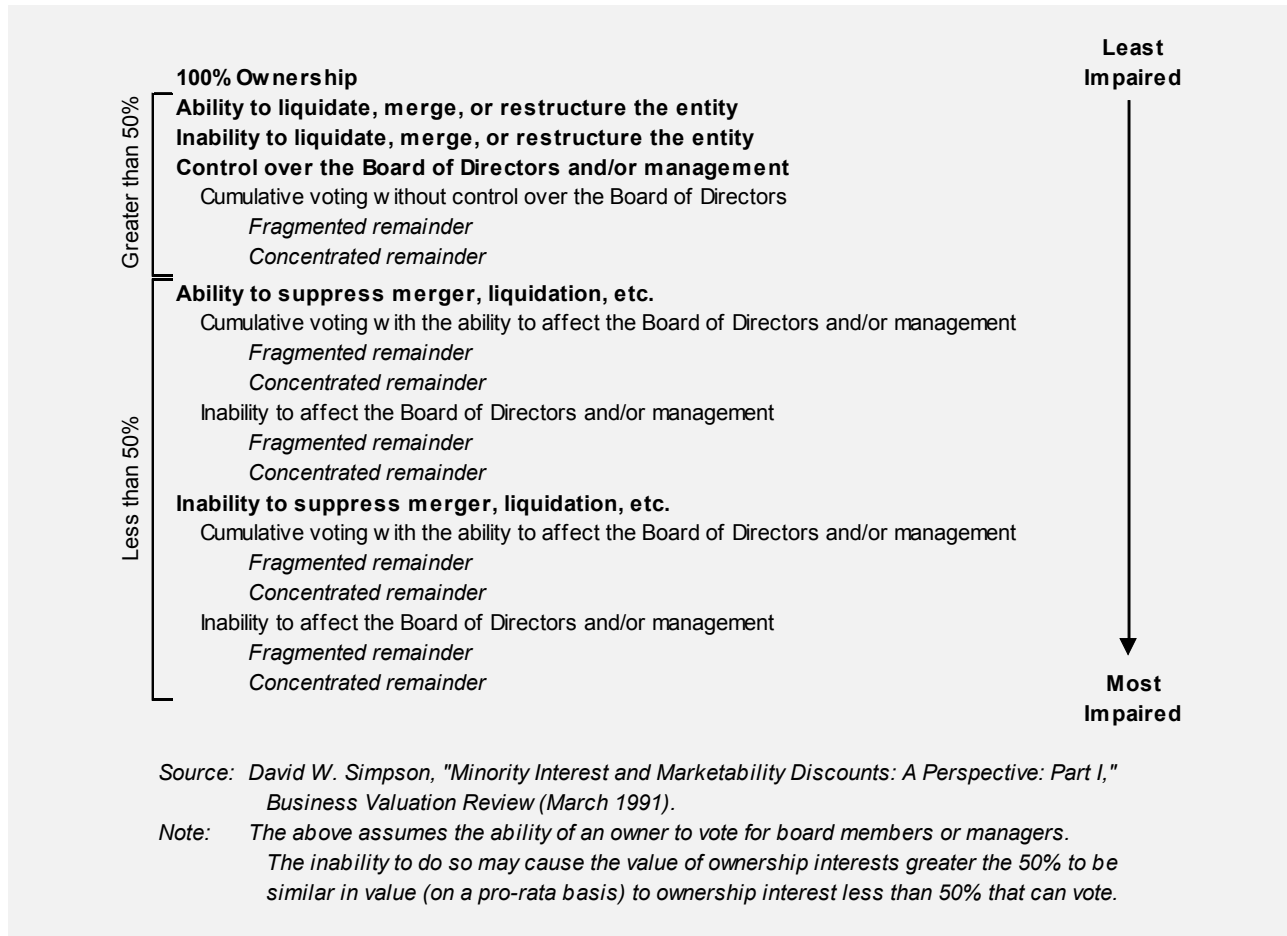 Least
Impaired
100% Ownership
Greater than 50%
Ability to liquidate, merge, or restructure the entity
Inability to liquidate, merge, or restructure the entity
Control over the Board of Directors and/or management
Cumulative voting without control over the Board of Directors
Fragmented remainder
Concentrated remainder
Less than 50%
Ability to suppress merger, liquidation, etc.
Cumulative voting with the ability to affect the Board of Directors and/or management
Fragmented remainder
Concentrated remainder
Inability to affect the Board of Directors and/or management
Fragmented remainder
Concentrated remainder
Inability to suppress merger, liquidation, etc.
Cumulative voting with the ability to affect the Board of Directors and/or management
Fragmented remainder
Concentrated remainder
Inability to affect the Board of Directors and/or management
Fragmented remainder
Concentrated remainder
Most
Impaired
Source: David W. Simpson, "Minority Interest and Marketability Discounts: A Perspective: Part I,"
Business Valuation Review (March 1991).
Note: The above assumes the ability of an owner to vote for board members or managers.
The inability to do so may cause the value of ownership interests greater the 50% to be
similar in value (on a pro-rata basis) to ownership interest less than 50% that can vote.